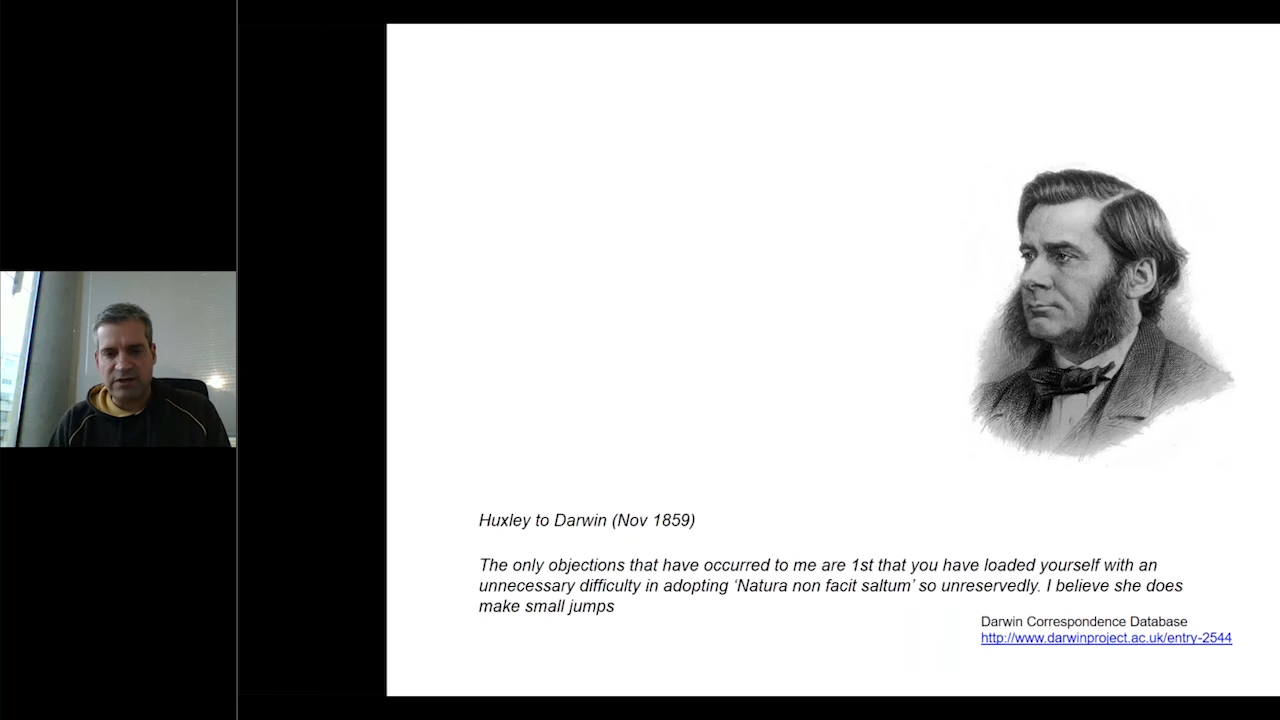 Huxley to Darwin (Nov 1859)
The only objections that have occurred to me are 1st that you have loaded yourself with an
unnecessary difficulty in adopting ‘Natura non facit saltum’ so unreservedly. I believe she does
make small jumps
Darwin Correspondence Database
http://www.darwinproject.ac.uk/entry-2544